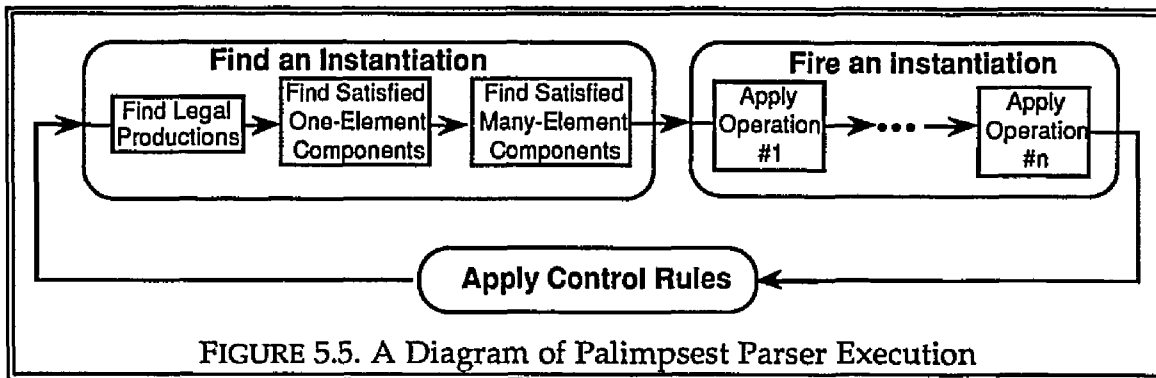 Find an Instantiation
Find Legal
Productions
Find Satisfied
One-Element
Components
Find Satisfied
Many-Element
Components
Fire an instantiation
Apply
Operation
#1
•••
Apply
Operation
#n
Apply Control Rules
FIGURE 5.5. A Diagram of Palimpsest Parser Execution